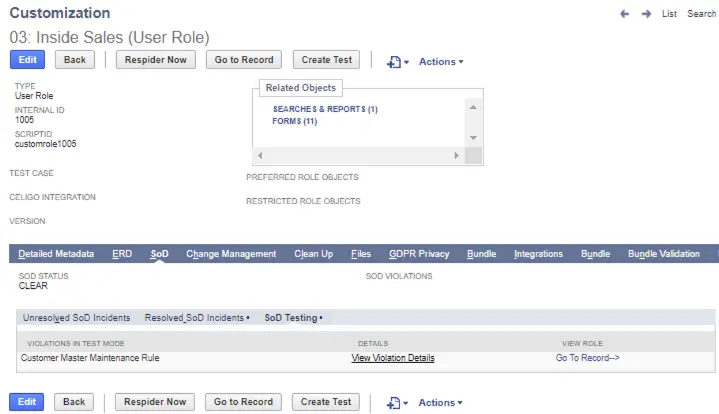 Customization
List Search
03: Inside Sales (User Role)
Edit Back Respider Now Go to Record Create Test Actions
TYPE
User Role
INTERNAL ID
1005
SCRIPTID
customrole1005
TEST CASE
CELIGO INTEGRATION
VERSION
Related Objects
SEARCHES & REPORTS (1)
FORMS (11)
PREFERRED ROLE OBJECTS
RESTRICTED ROLE OBJECTS
Detailed Metadata ERD SoD Change Management Clean Up Files GDPR Privacy Bundle Integrations Bundle Bundle Validation
SOD STATUS
CLEAR
SOD VIOLATIONS
Unresolved SoD Incidents Resolved SoD Incidents • SoD Testing •
VIOLATIONS IN TEST MODE DETAILS VIEW ROLE
Customer Master Maintenance Rule View Violation Details Go To Record-->
Edit Back Respider Now Go to Record Create Test Actions